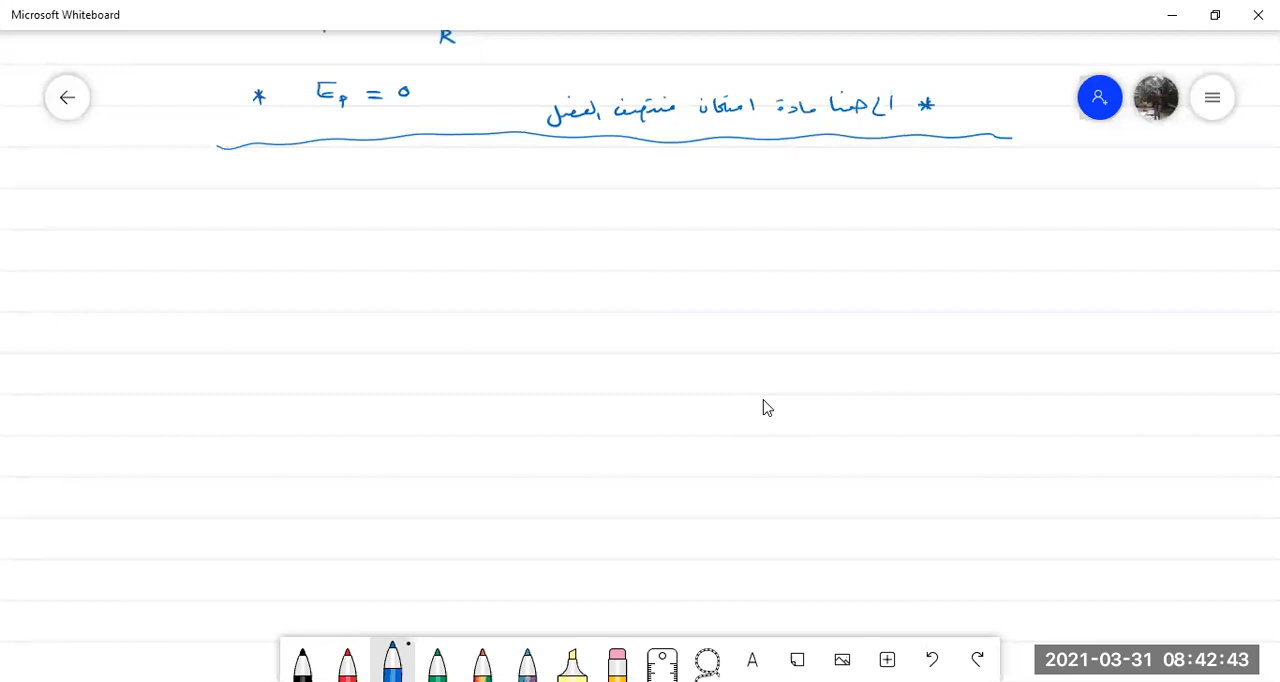 Microsoft Whiteboard
R
* Ep = 0
* الى هنا مادة امتحان منتصف الفصل
2021-03-31 08:42:43